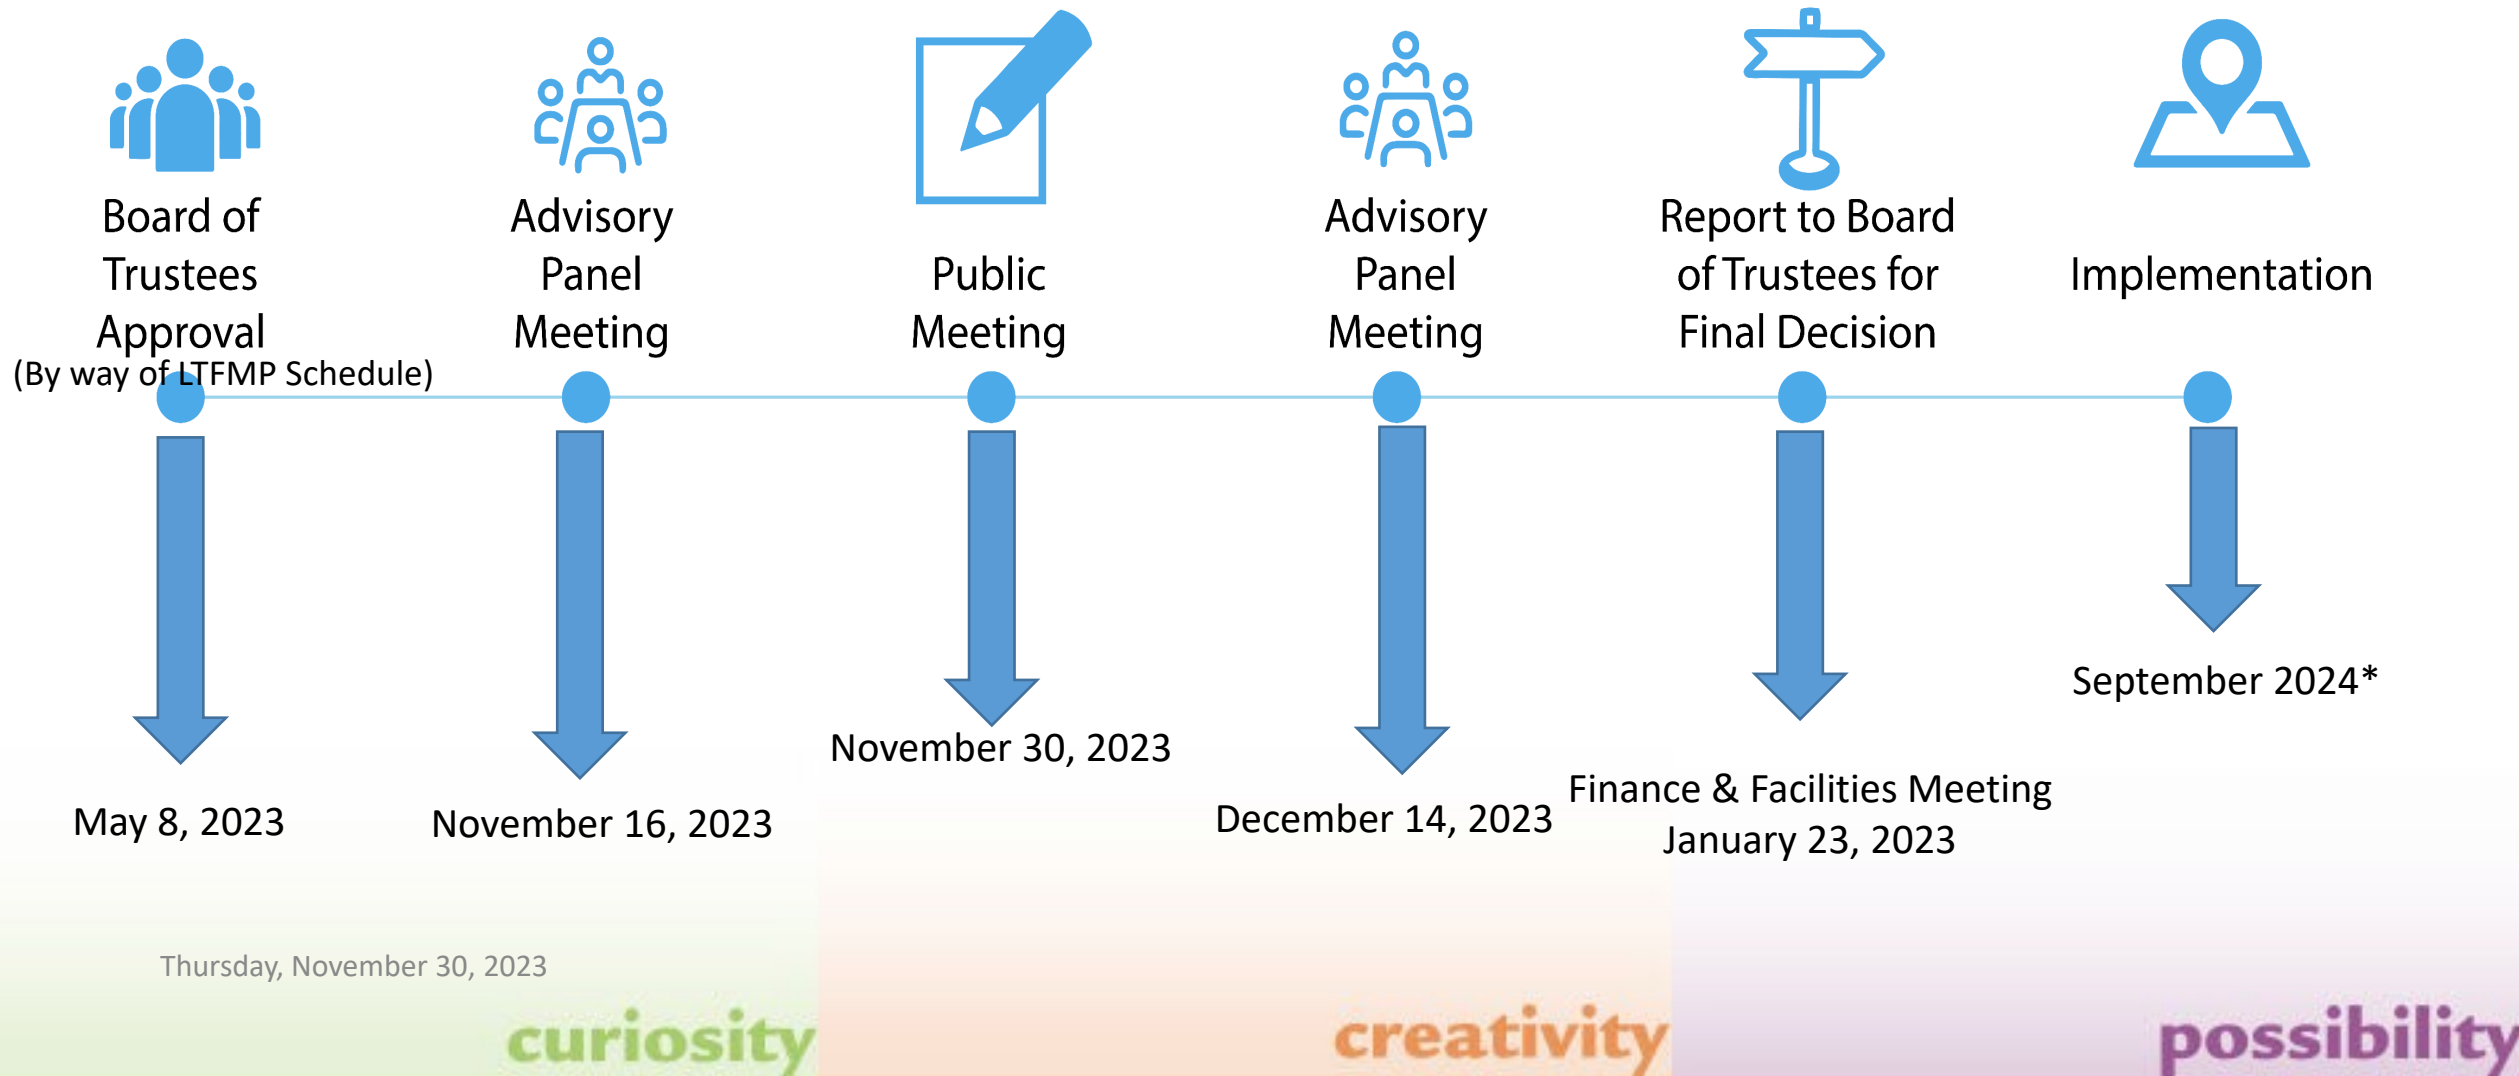 Board of
Trustees
Approval
(By way of LTFMP Schedule)
May 8, 2023
Advisory
Panel
Meeting
November 16, 2023
Public
Meeting
November 30, 2023
Advisory
Panel
Meeting
December 14, 2023
Report to Board
of Trustees for
Final Decision
Finance & Facilities Meeting
January 23, 2023
Implementation
September 2024*
Thursday, November 30, 2023
curiosity
creativity
possibility